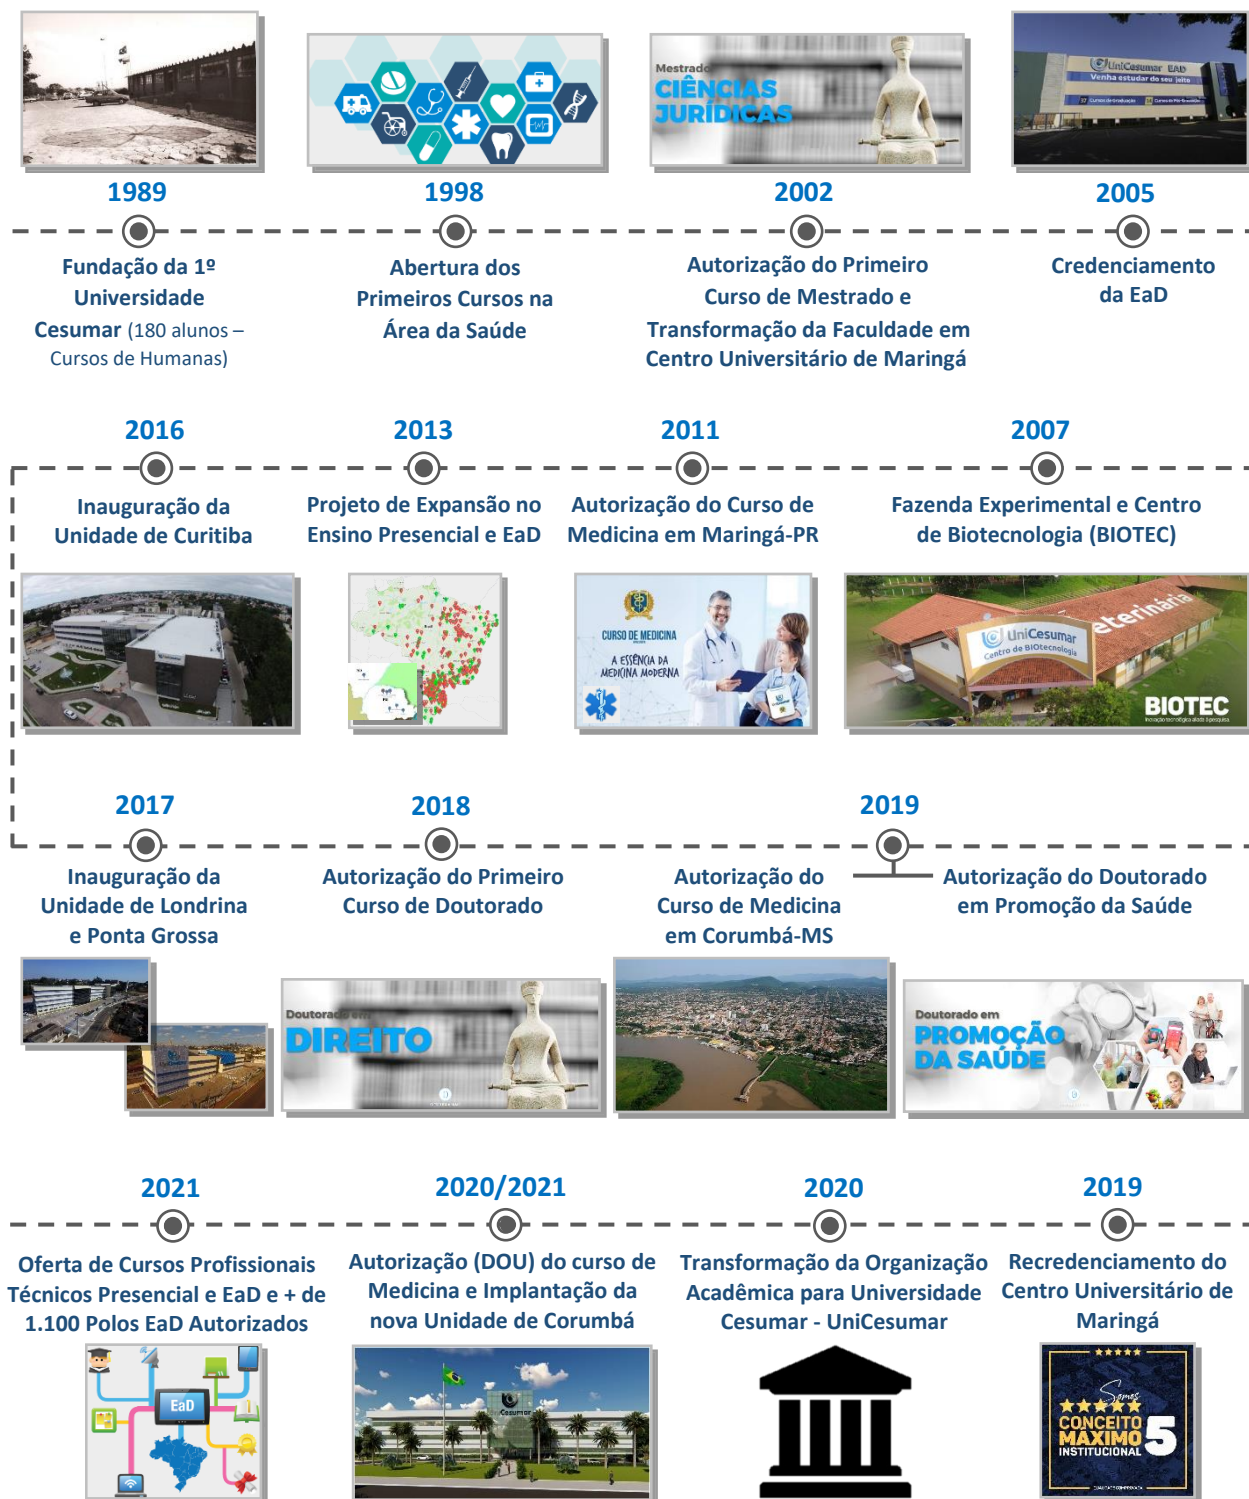 Mestrado
CIÊNCIAS
JURÍDICAS
UniCesumar EAD
Venha estudar do seu jeito
1989
1998
2002
2005
Fundação da 1º
Universidade
Cesumar (180 alunos –
Cursos de Humanas)
Abertura dos
Primeiros Cursos na
Área da Saúde
Autorização do Primeiro
Curso de Mestrado e
Transformação da Faculdade em
Centro Universitário de Maringá
Credenciamento
da EaD
2016
2013
2011
2007
Inauguração da
Unidade de Curitiba
Projeto de Expansão no
Ensino Presencial e EaD
Autorização do Curso de
Medicina em Maringá-PR
Fazenda Experimental e Centro
de Biotecnologia (BIOTEC)
CURSO DE MEDICINA
A ESSÊNCIA DA
MEDICINA MODERNA
eterinária
UniCesumar
Centro de BIOtecnologia
BIOTEC
Inovação tecnológica aliada à pesquisa
2017
2018
2019
Inauguração da
Unidade de Londrina
e Ponta Grossa
Autorização do Primeiro
Curso de Doutorado
Autorização do
Curso de Medicina
em Corumbá-MS
Autorização do Doutorado
em Promoção da Saúde
Doutorado em
DIREITO
Doutorado em
PROMOÇÃO
DA SAÚDE
2021
2020/2021
2020
2019
Oferta de Cursos Profissionais
Técnicos Presencial e EaD e + de
1.100 Polos EaD Autorizados
Autorização (DOU) do curso de
Medicina e Implantação da
nova Unidade de Corumbá
Transformação da Organização
Acadêmica para Universidade
Cesumar - UniCesumar
Recredenciamento do
Centro Universitário de
Maringá
EaD
Cesumar
Somos
CONCEITO
MÁXIMO
INSTITUCIONAL
5